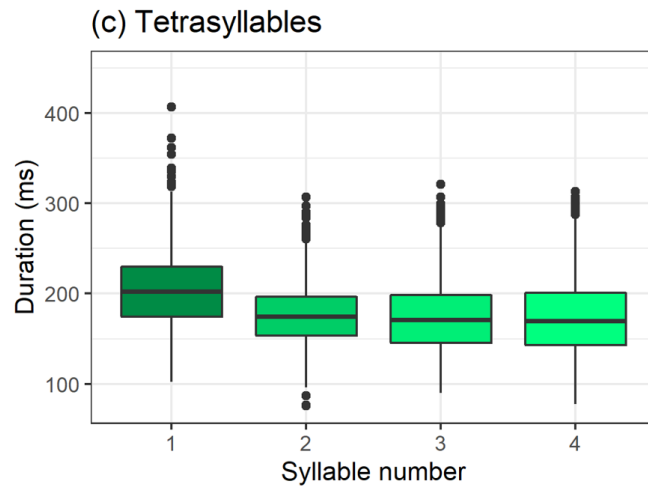 (c) Tetrasyllables
Duration (ms)
400
300
200
100
1 2 3 4
Syllable number